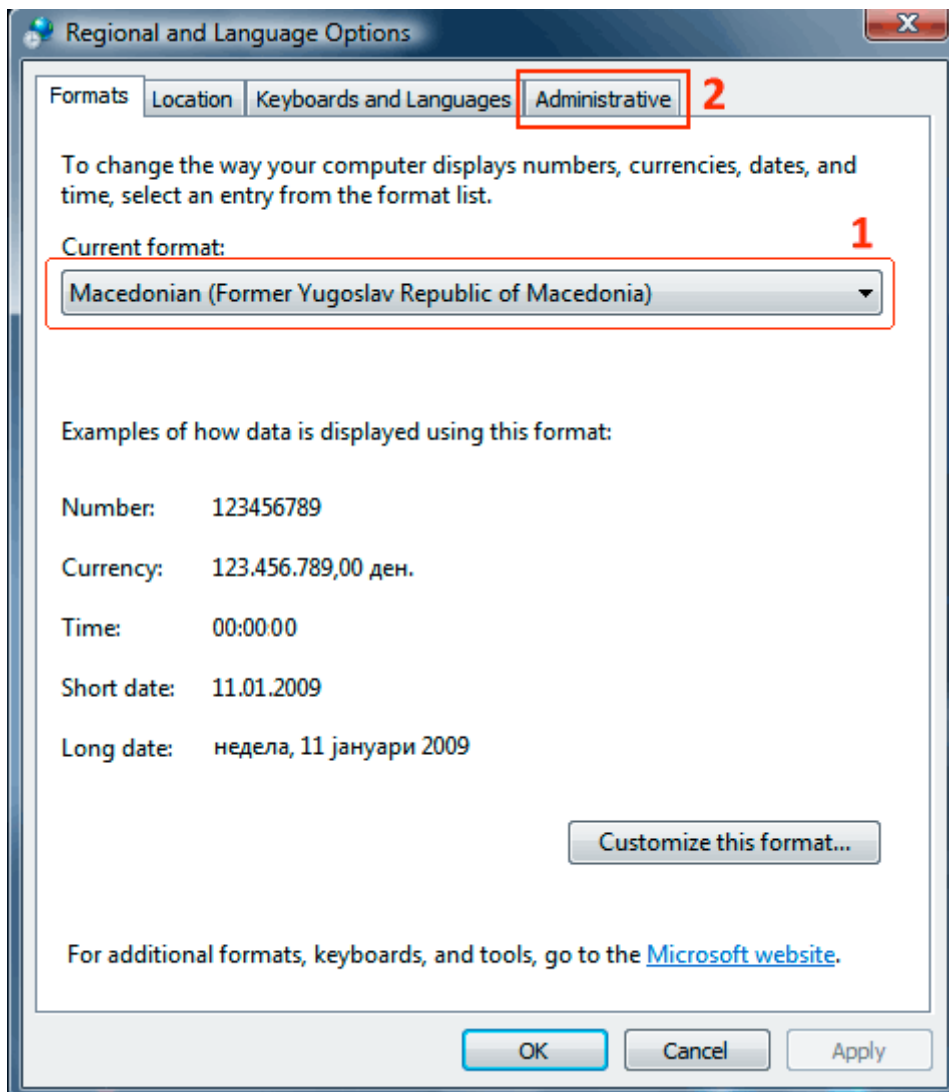 Regional and Language Options
Formats Location Keyboards and Languages Administrative 2
To change the way your computer displays numbers, currencies, dates, and
time, select an entry from the format list.
Current format: 1
Macedonian (Former Yugoslav Republic of Macedonia)
Examples of how data is displayed using this format:
Number: 123456789
Currency: 123.456.789,00 ден.
Time: 00:00:00
Short date: 11.01.2009
Long date: недела, 11 јануари 2009
Customize this format...
For additional formats, keyboards, and tools, go to the Microsoft website.
OK Cancel Apply